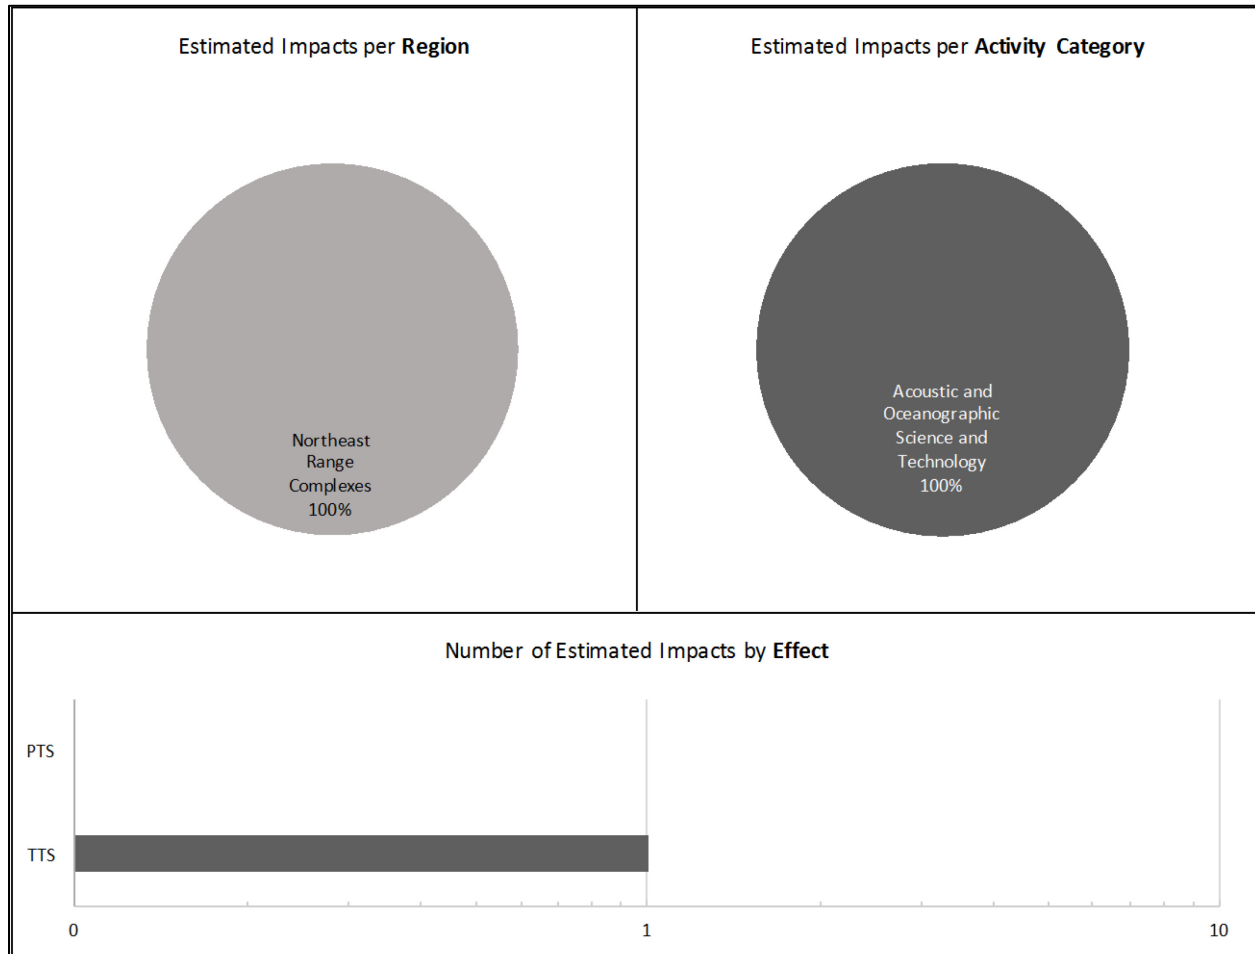 Estimated Impacts per Region
Northeast
Range
Complexes
100%
Estimated Impacts per Activity Category
Acoustic and
Oceanographic
Science and
Technology
100%
Number of Estimated Impacts by Effect
PTS
TTS
0 1 10